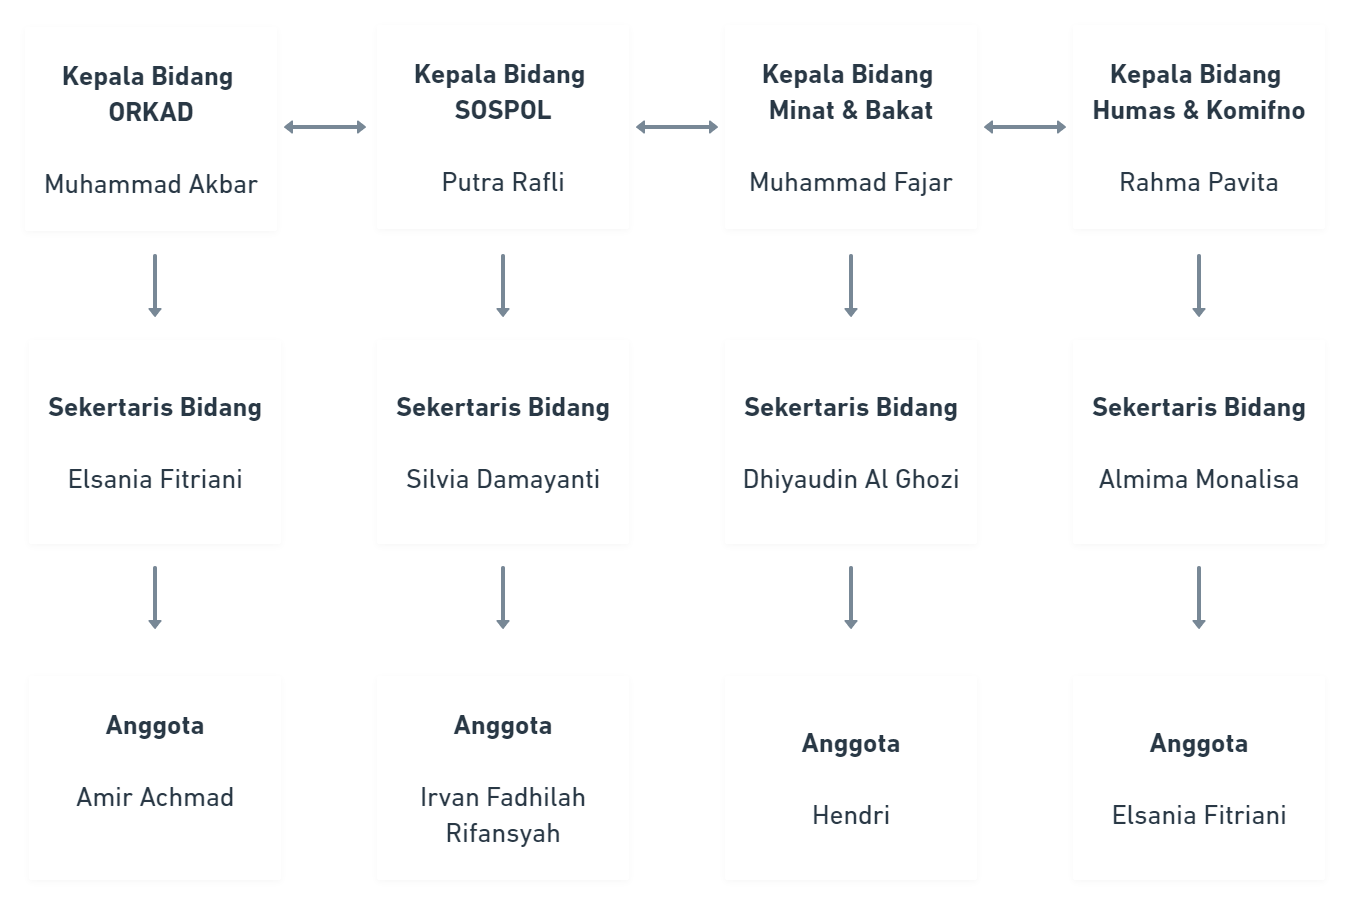 Kepala Bidang
ORKAD
Muhammad Akbar
Kepala Bidang
SOSPOL
Putra Rafli
Kepala Bidang
Minat & Bakat
Muhammad Fajar
Kepala Bidang
Humas & Komifno
Rahma Pavita
Sekertaris Bidang
Elsania Fitriani
Sekertaris Bidang
Silvia Damayanti
Sekertaris Bidang
Dhiyaudin Al Ghozi
Sekertaris Bidang
Almima Monalisa
Anggota
Amir Achmad
Anggota
Irvan Fadhilah
Rifansyah
Anggota
Hendri
Anggota
Elsania Fitriani